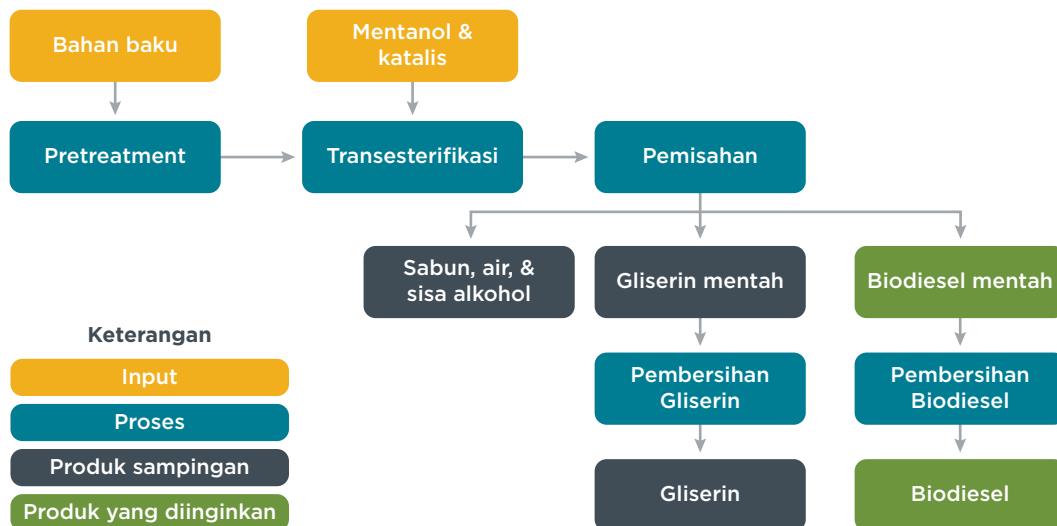 Bahan baku
Mentanol &
katalis
Pretreatment
Transesterifikasi
Pemisahan
Sabun, air, &
sisa alkohol
Gliserin mentah
Biodiesel mentah
Keterangan
Input
Proses
Produk sampingan
Produk yang diinginkan
Pembersihan
Gliserin
Pembersihan
Biodiesel
Gliserin
Biodiesel